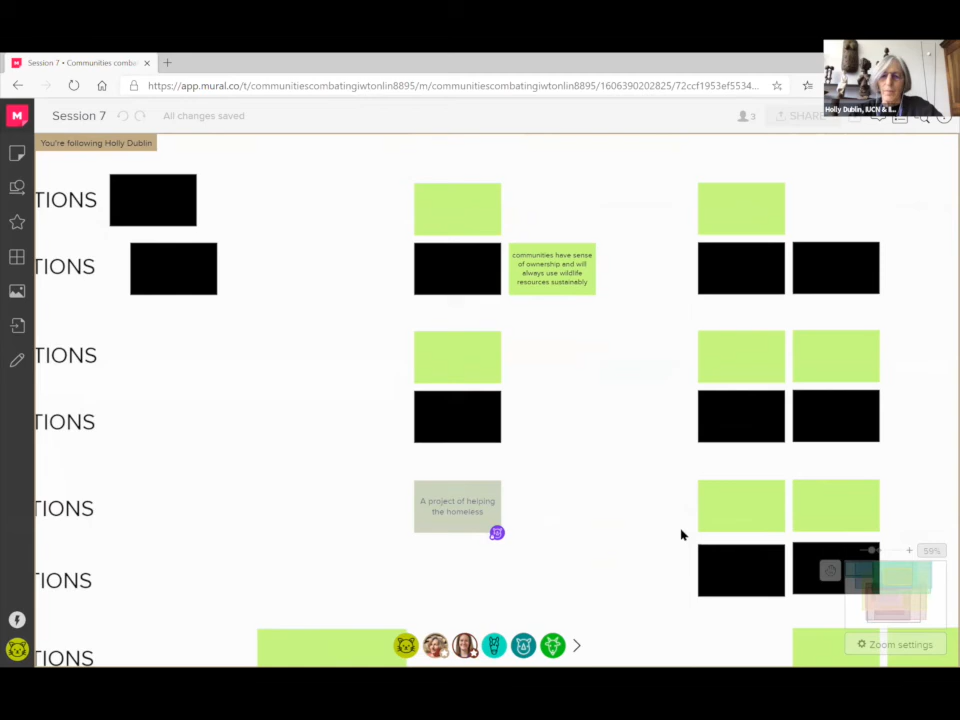 Session 7 • Communities comba
https://app.mural.co/t/communitiescombatingiwtonlin8895/m/communitiescombatingiwtonlin8895/1606390202825/72ccf1953ef5534...
Holly Dublin, IUCN & II...
M
Session 7
All changes saved
3
SHARE
You're following Holly Dublin
TIONS
TIONS
communities have sense
of ownership and will
always use wildlife
resources sustainably
TIONS
TIONS
TIONS
A project of helping
the homeless
TIONS
59%
TIONS
Zoom settings